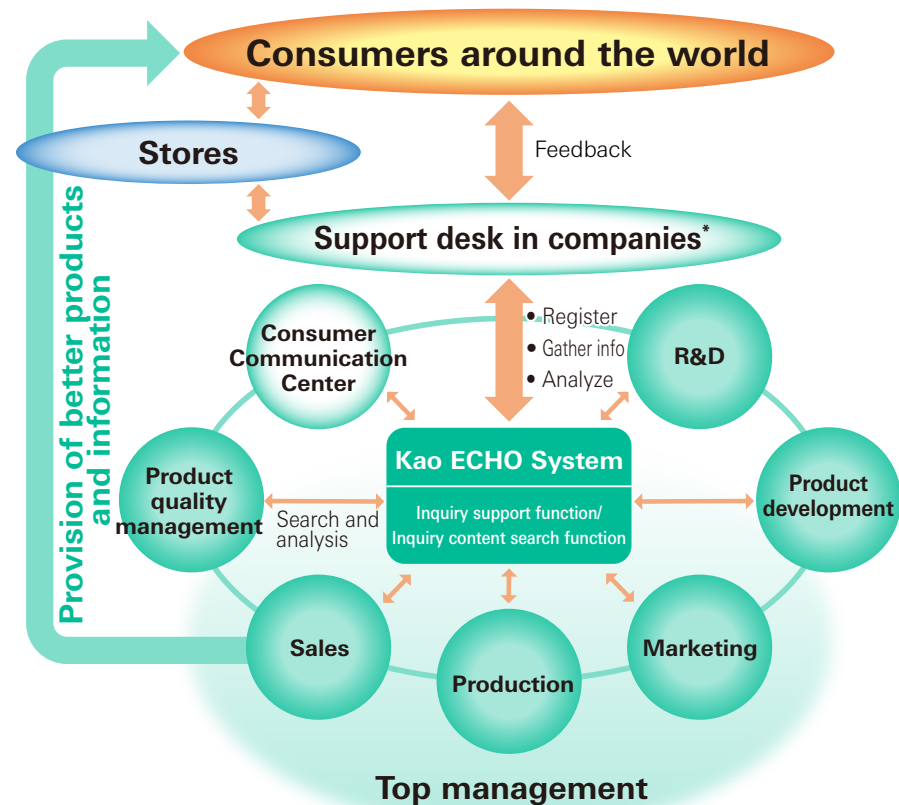 Consumers around the world
Stores
Feedback
Support desk in companies*
Provision of better products
and information
• Register
• Gather info
• Analyze
Consumer
Communication
Center
R&D
Kao ECHO System
Inquiry support function/
Inquiry content search function
Product
quality
management
Search and
analysis
Product
development
Sales
Production
Marketing
Top management